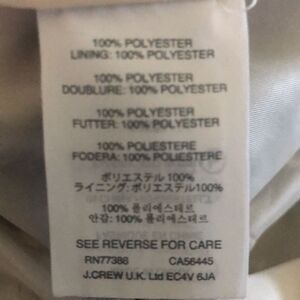 100% POLYESTER
LINING: 100% POLYESTER
100% POLYESTER
DOUBLURE: 100% POLYESTER
100% POLYESTER
FUTTER: 100% POLYESTER
100% POLIESTERE
FODERA: 100% POLIESTERE
ポリエステル 100%
ライニング: ポリエステル100%
100% 폴리에스테르
안감: 100% 폴리에스테르
SEE REVERSE FOR CARE
RN77388 CA56445
J.CREW U.K. Ltd EC4V 6JA